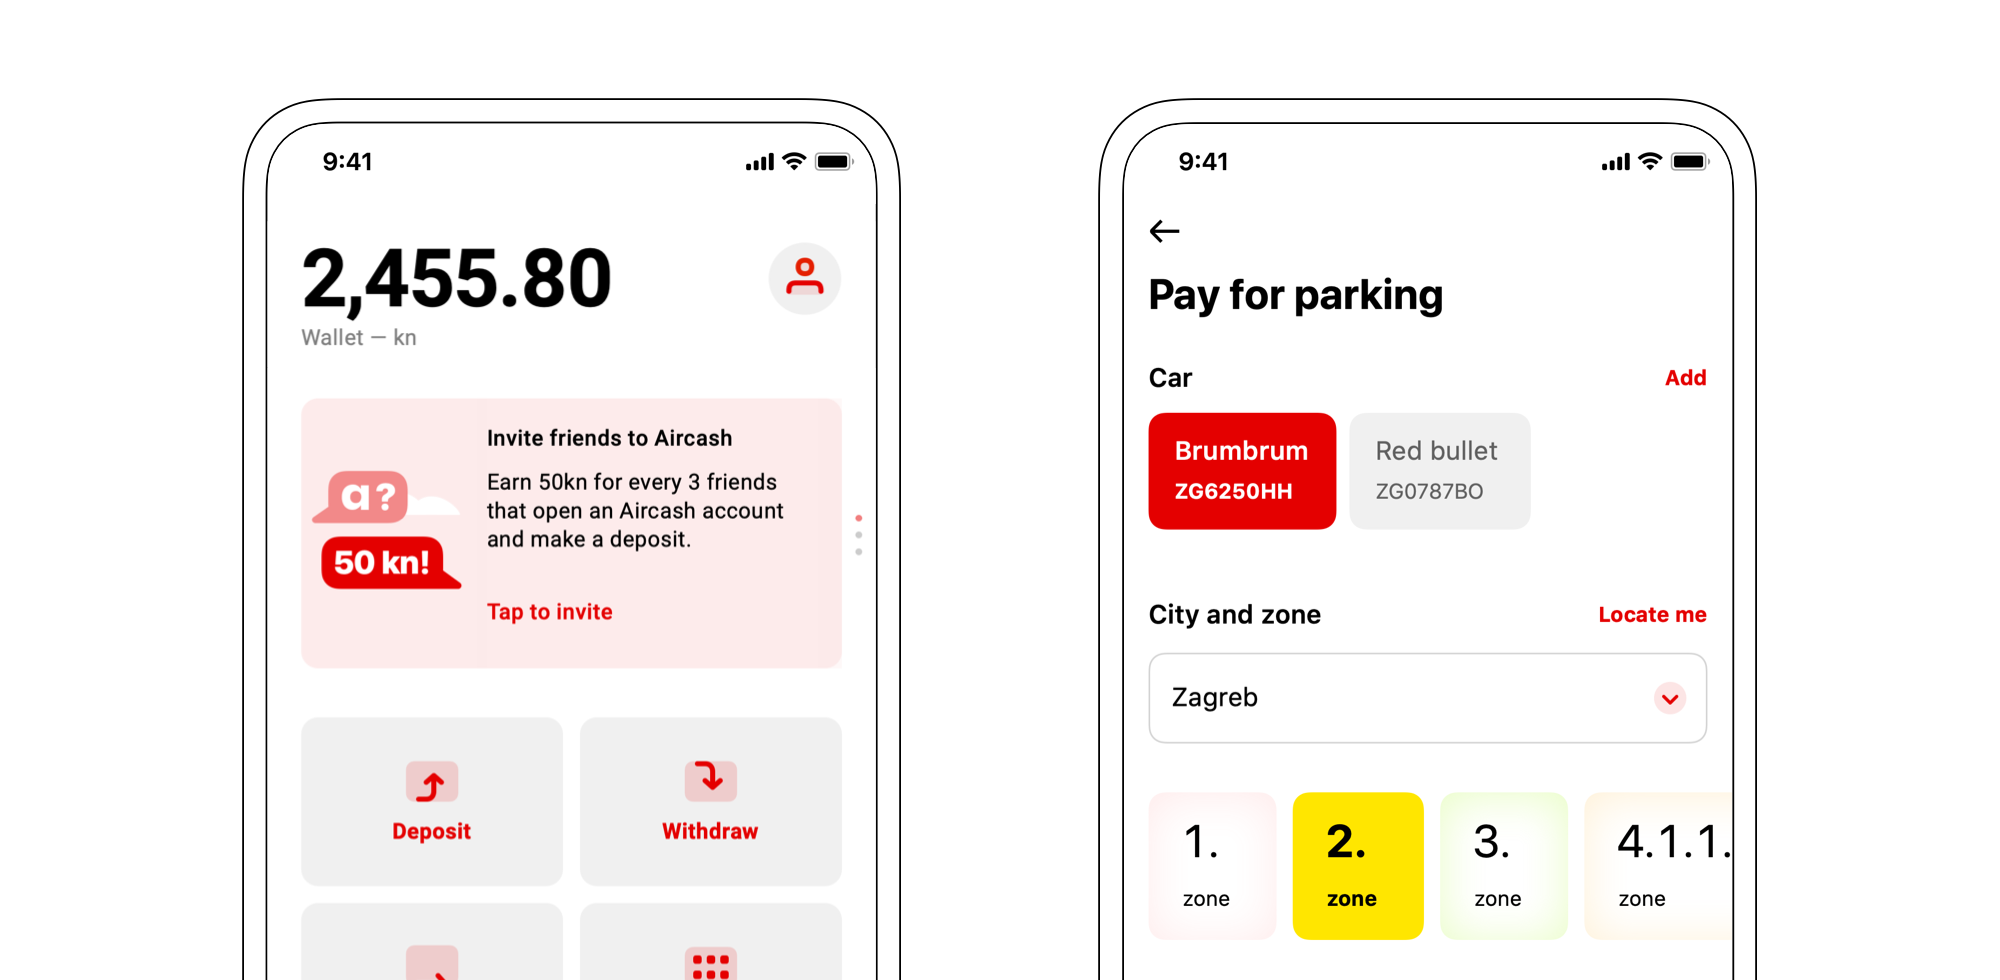 9:41
2,455.80
Wallet — kn
a?
50 kn!
Invite friends to Aircash
Earn 50kn for every 3 friends
that open an Aircash account
and make a deposit.
Tap to invite
Deposit
Withdraw
9:41
Pay for parking
Car
Add
Brumbrum
ZG6250HH
Red bullet
ZG0787BO
City and zone
Locate me
Zagreb
1.
zone
2.
zone
3.
zone
4.1.1.
zone